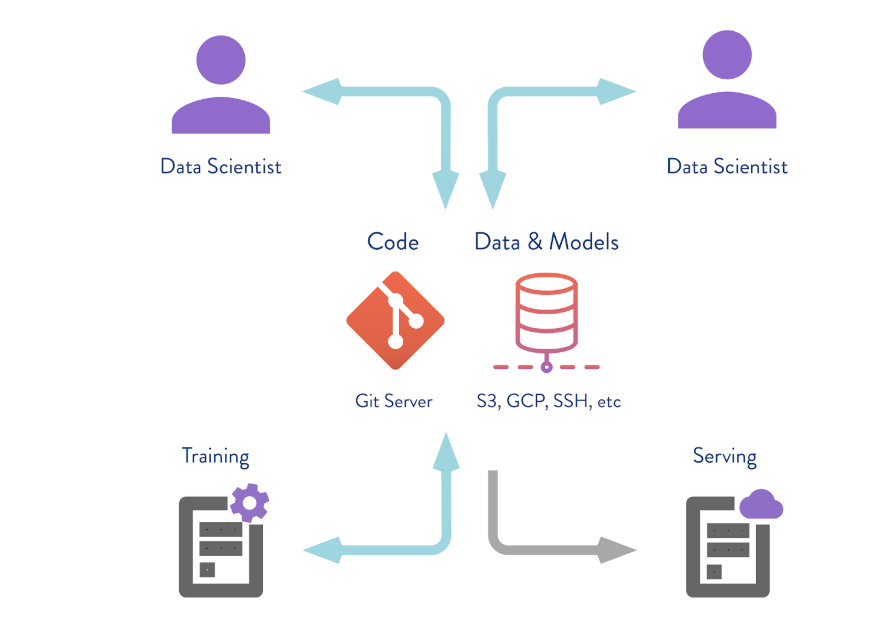 Data Scientist
Data Scientist
Code
Data & Models
Git Server
S3, GCP, SSH, etc
Training
Serving